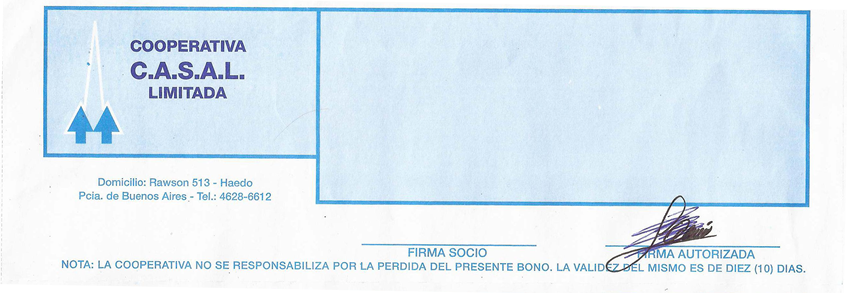 COOPERATIVA
C.A.S.A.L.
LIMITADA
Domicilio: Rawson 513 - Haedo
Pcia. de Buenos Aires - Tel.: 4628-6612
FIRMA SOCIO
FIRMA AUTORIZADA
NOTA: LA COOPERATIVA NO SE RESPONSABILIZA POR LA PERDIDA DEL PRESENTE BONO. LA VALIDEZ DEL MISMO ES DE DIEZ (10) DIAS.